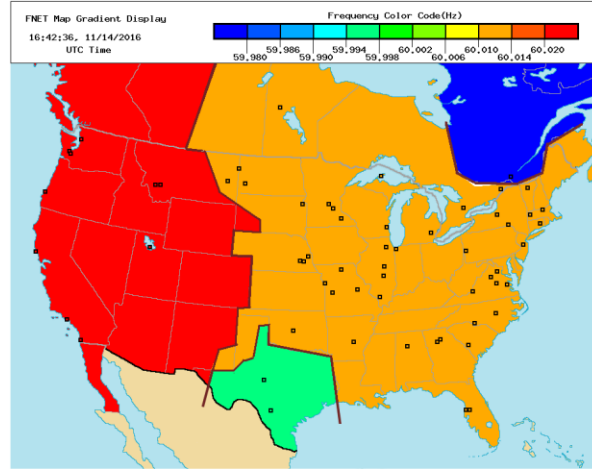 FNET Map Gradient Display
16:42:36, 11/14/2016
UTC Time
Frequency Color Code(Hz)
59.980 59.986 59.990 59.994 59.998 60.002 60.006 60.010 60.014 60.020